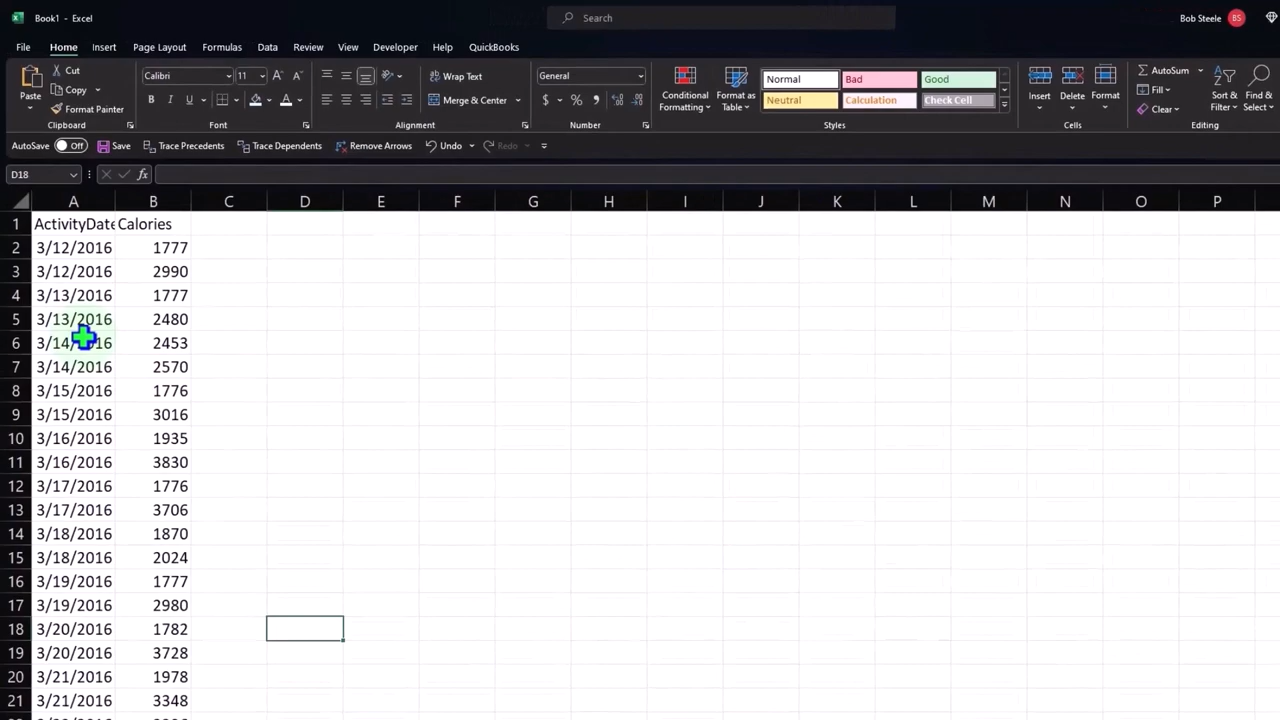 Book1 - Excel
Search
Bob Steele BS
File Home Insert Page Layout Formulas Data Review View Developer Help QuickBooks
Cut
Copy
Format Painter
Paste
Clipboard
Calibri 11
B I U
Font
Wrap Text
Merge & Center
Alignment
General
$ % ,
Number
Conditional Formatting
Format as Table
Normal Bad Good
Neutral Calculation Check Cell
Styles
Insert Delete Format
Cells
AutoSum
Fill
Clear
Sort & Filter
Find & Select
Editing
AutoSave Off Save Trace Precedents Trace Dependents Remove Arrows Undo Redo
D18 fx
A B C D E F G H I J K L M N O P
1 ActivityDate Calories
2 3/12/2016 1777
3 3/12/2016 2990
4 3/13/2016 1777
5 3/13/2016 2480
6 3/14/2016 2453
7 3/14/2016 2570
8 3/15/2016 1776
9 3/15/2016 3016
10 3/16/2016 1935
11 3/16/2016 3830
12 3/17/2016 1776
13 3/17/2016 3706
14 3/18/2016 1870
15 3/18/2016 2024
16 3/19/2016 1777
17 3/19/2016 2980
18 3/20/2016 1782
19 3/20/2016 3728
20 3/21/2016 1978
21 3/21/2016 3348